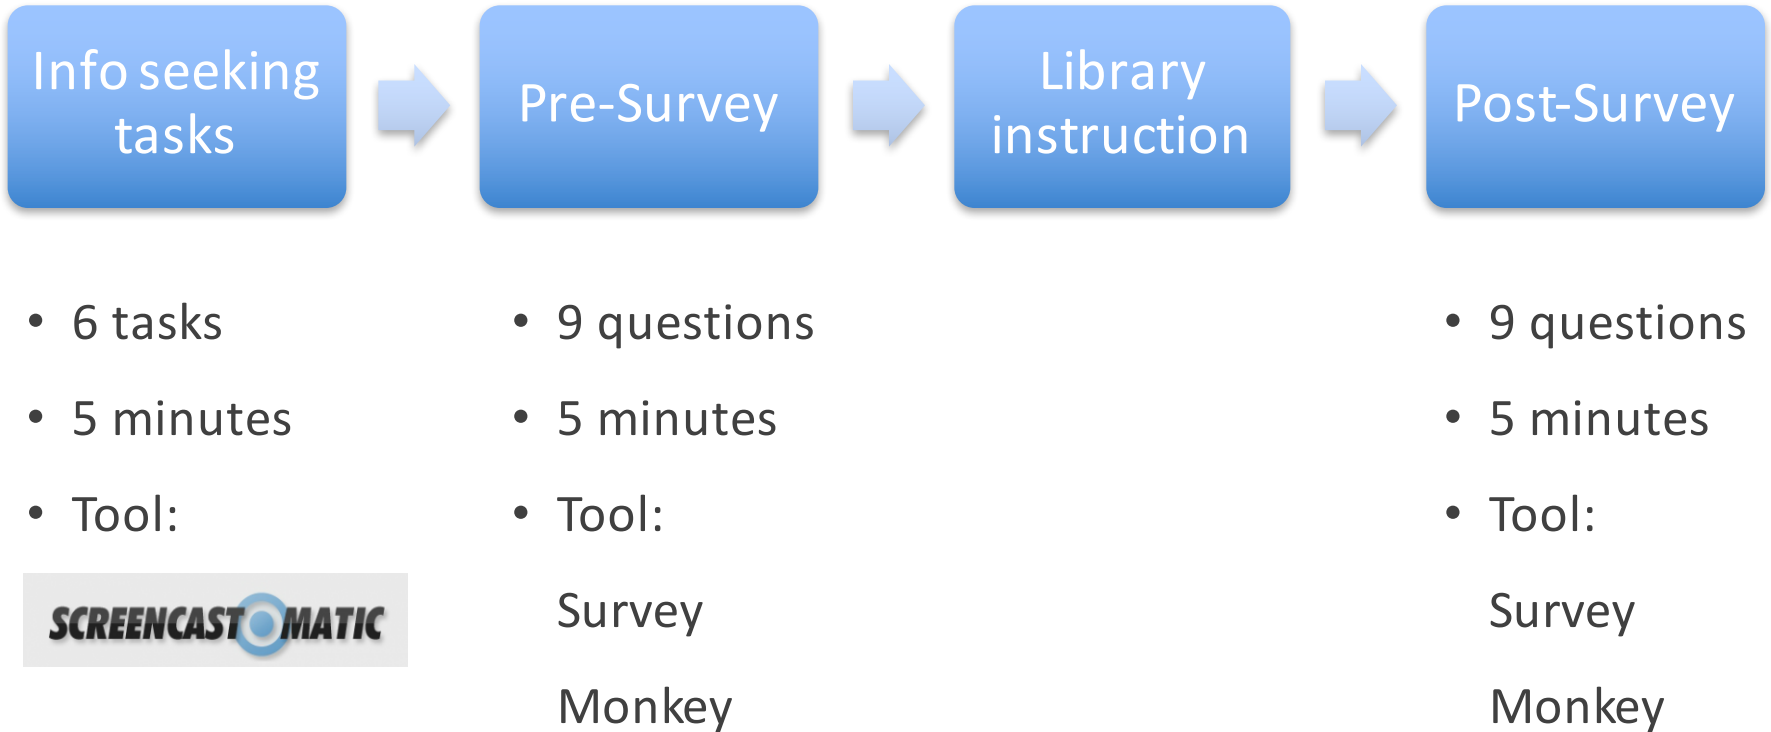 Info seeking
tasks
Pre-Survey
Library
instruction
Post-Survey
• 6 tasks
• 5 minutes
• Tool:
SCREENCAST O MATIC
• 9 questions
• 5 minutes
• Tool:
Survey
Monkey
• 9 questions
• 5 minutes
• Tool:
Survey
Monkey